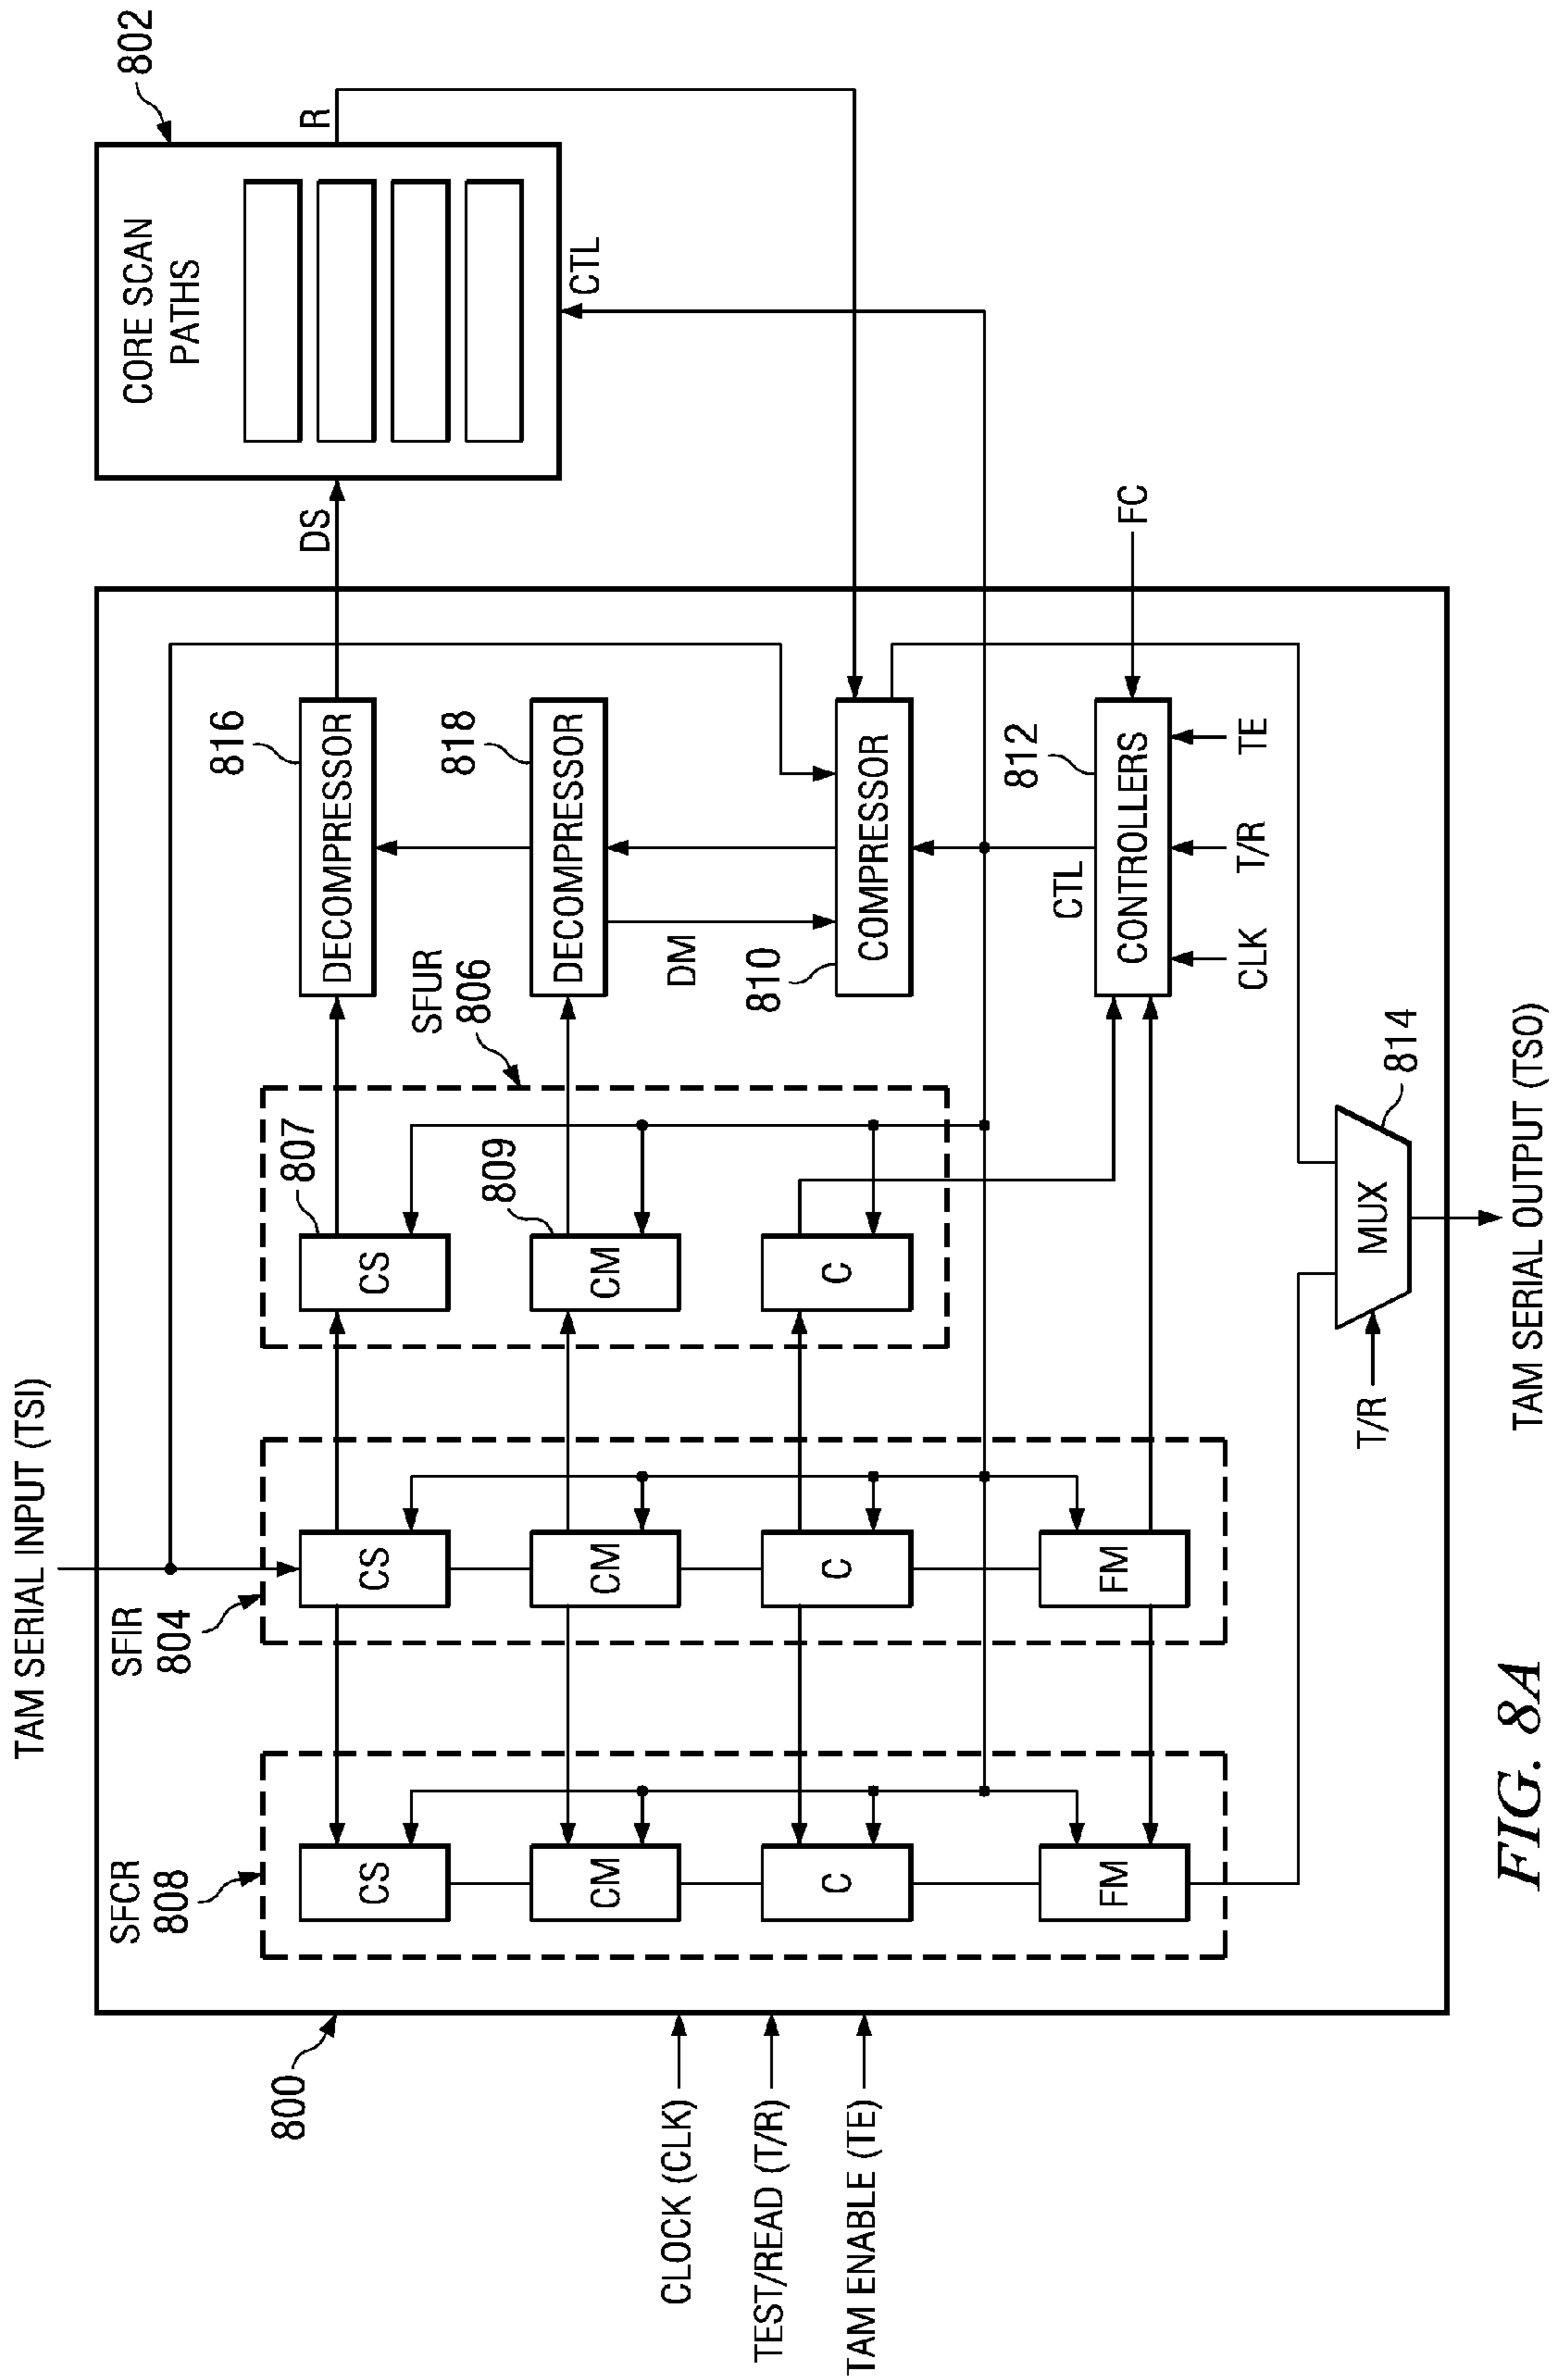 TAM SERIAL INPUT (TSI)
802
CORE SCAN
PATHS
R
DS
CTL
816
DECOMPRESSOR
818
DECOMPRESSOR
DM
810
COMPRESSOR
CTL
812
CONTROLLERS
FC
CLK
T/R
TE
SFUR
806
807
CS
809
CM
C
SFIR
804
CS
CM
C
FM
SFCR
808
CS
CM
C
FM
800
CLOCK (CLK)
TEST/READ (T/R)
TAM ENABLE (TE)
T/R
MUX
814
TAM SERIAL OUTPUT (TSO)
FIG. 8A